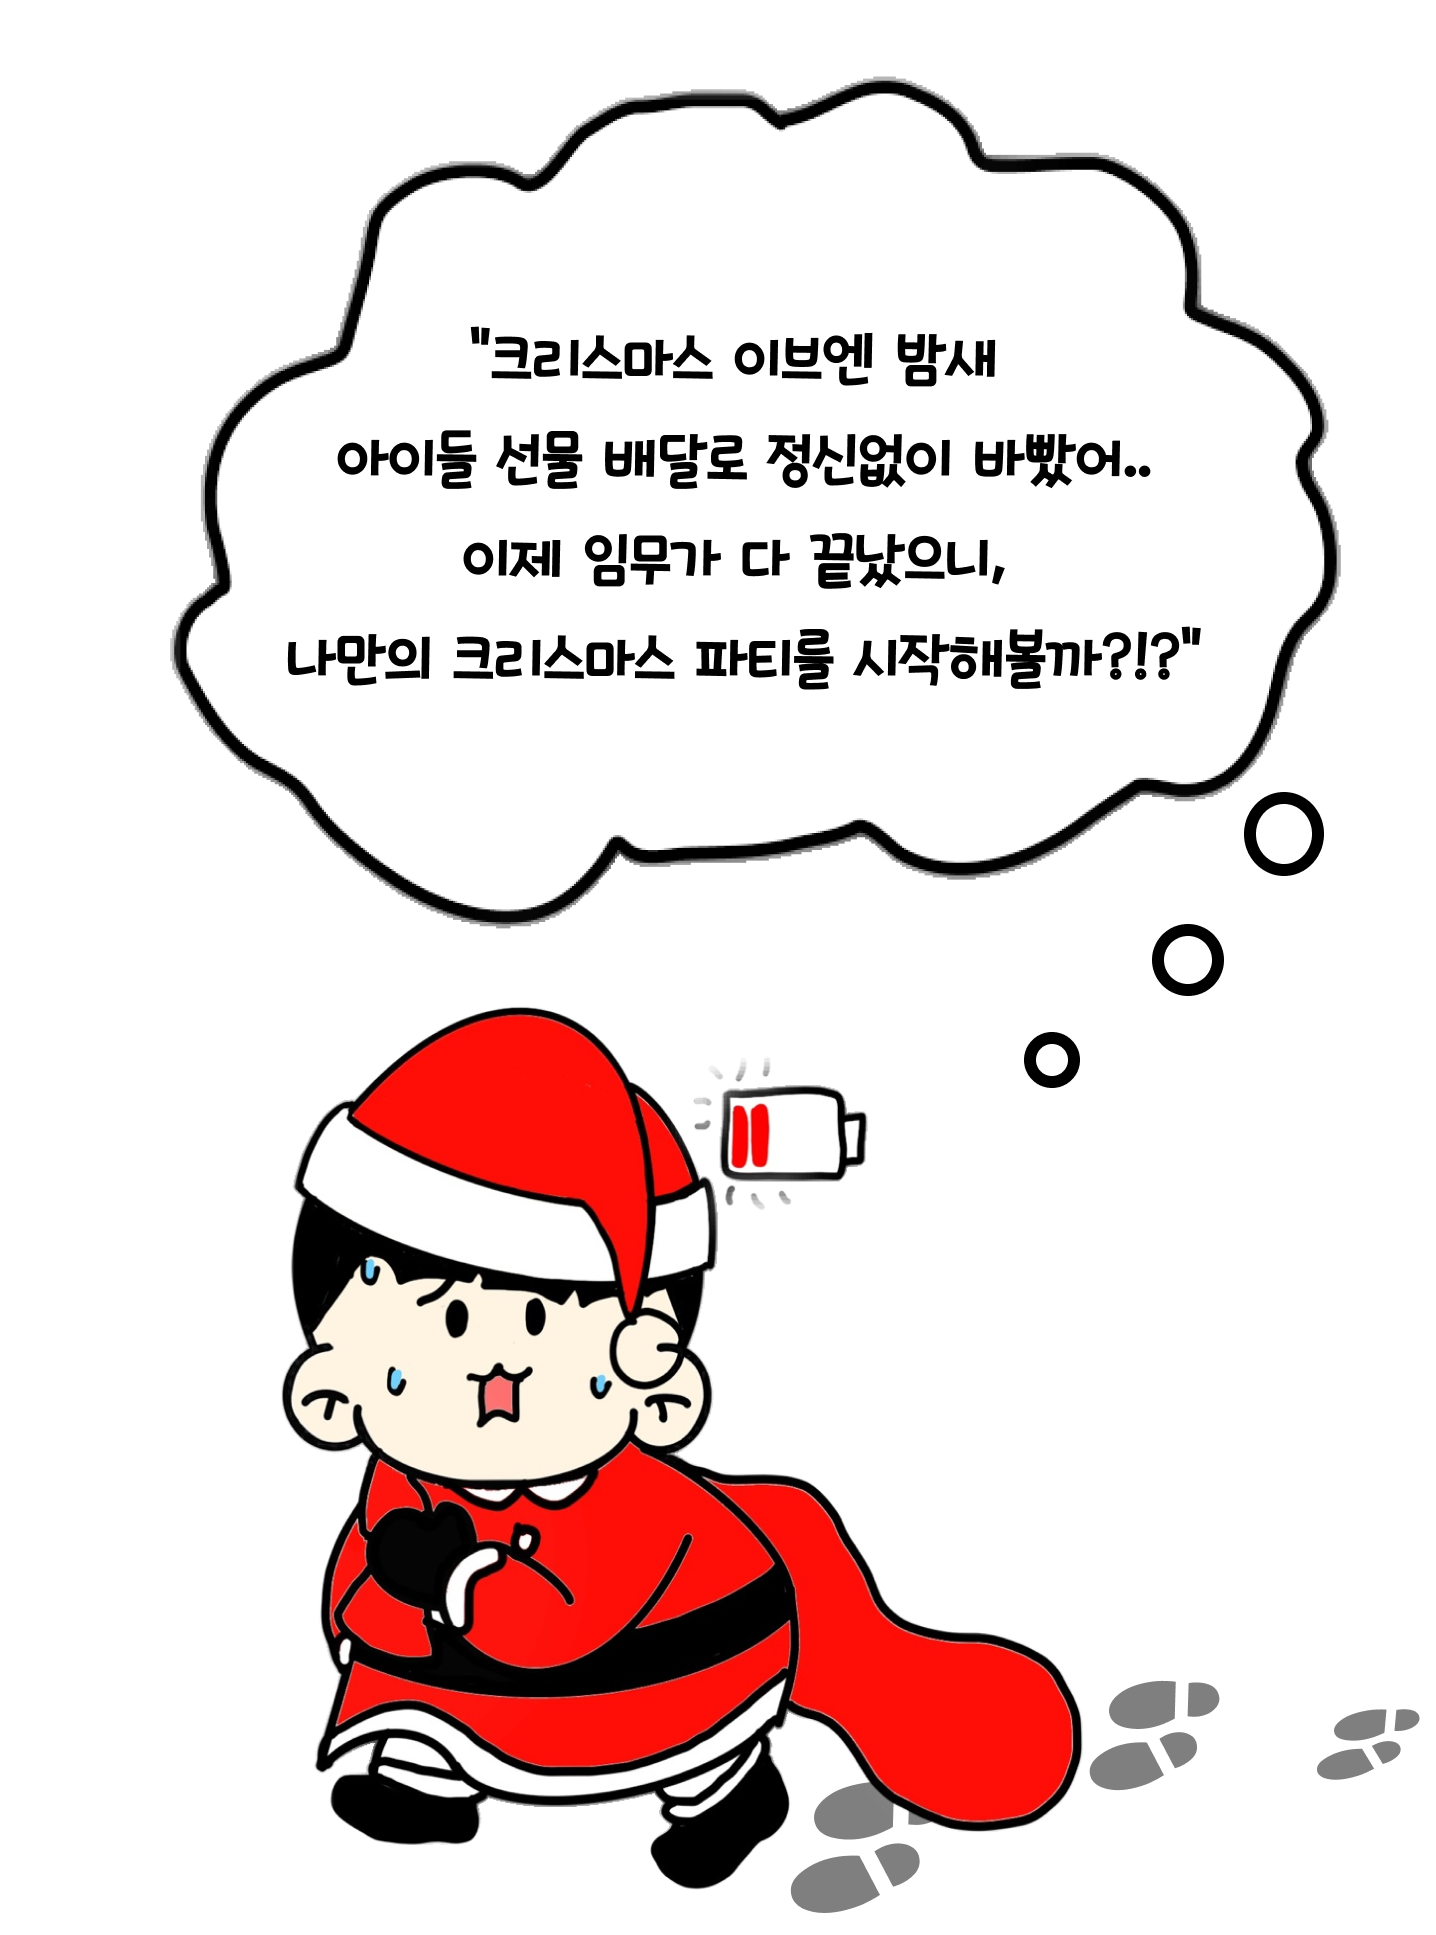 "크리스마스 이브엔 밤새
아이들 선물 배달로 정신없이 바빴어..
이제 임무가 다 끝났으니,
나만의 크리스마스 파티를 시작해볼까?!?"